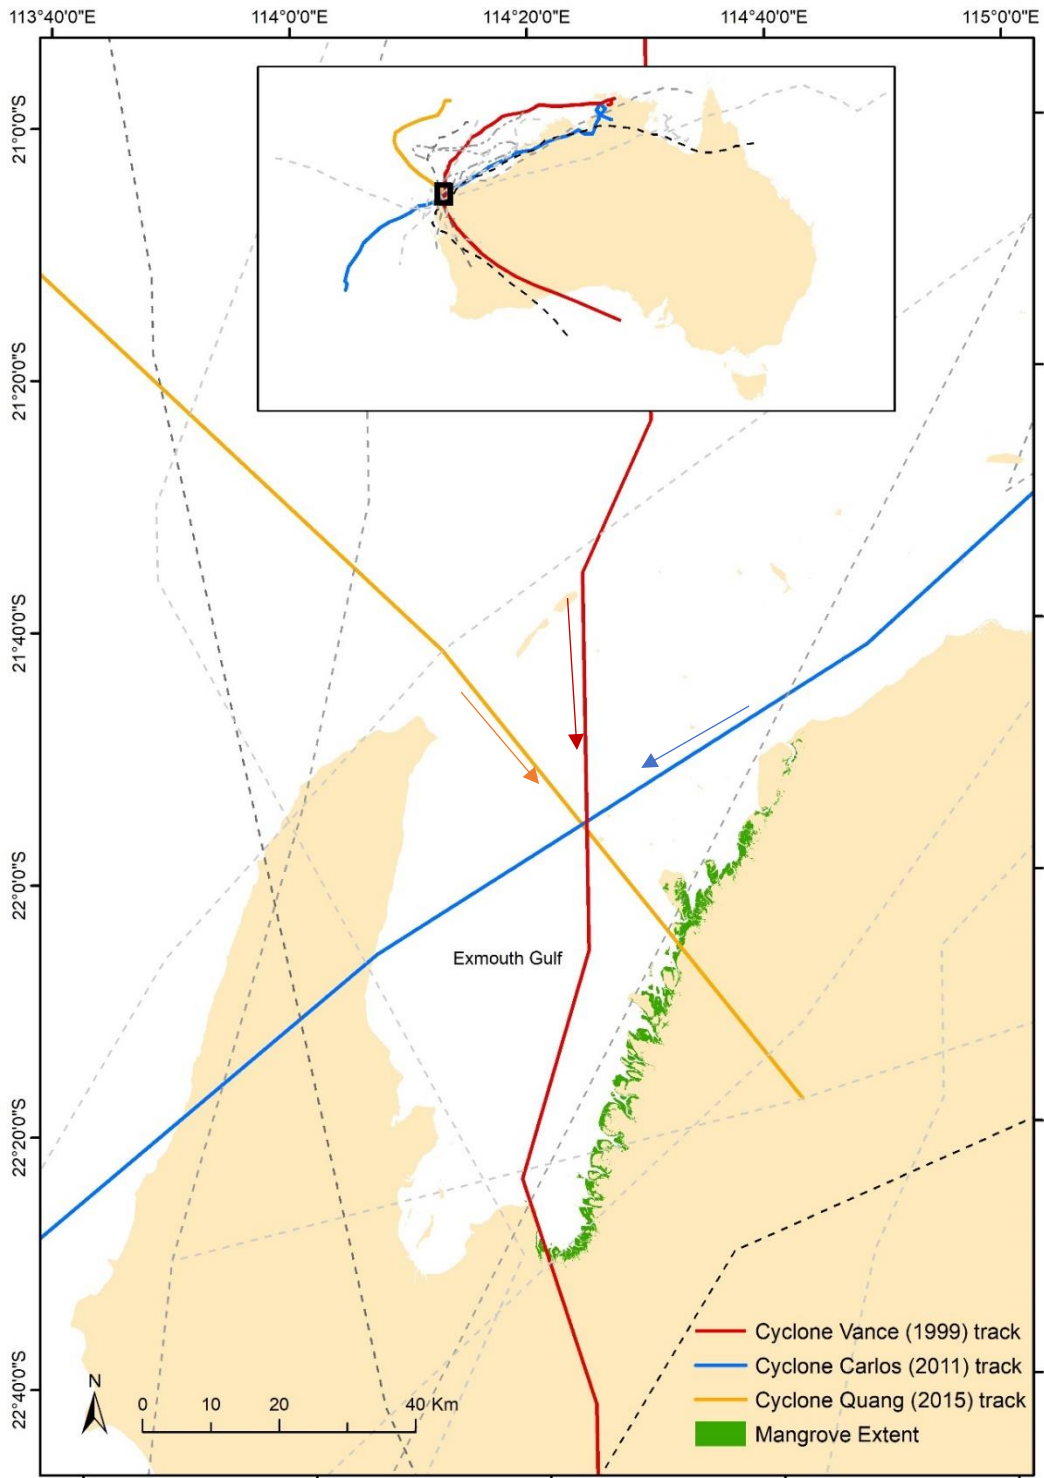 113°40'0"E 114°0'0"E 114°20'0"E 114°40'0"E 115°0'0"E
21°0'0"S
21°20'0"S
21°40'0"S
22°0'0"S
Exmouth Gulf
22°20'0"S
22°40'0"S
Cyclone Vance (1999) track
Cyclone Carlos (2011) track
Cyclone Quang (2015) track
Mangrove Extent
N
0 10 20 40 Km